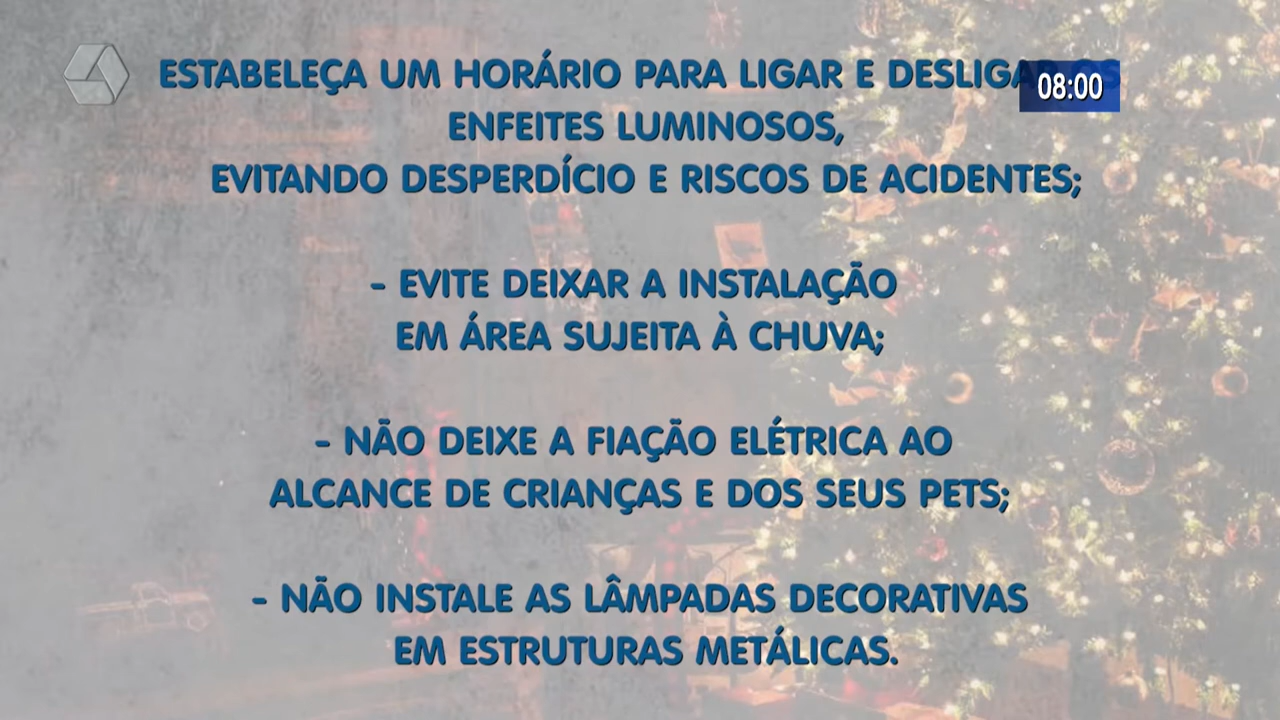 ESTABELEÇA UM HORÁRIO PARA LIGAR E DESLIGAR OS
08:00
ENFEITES LUMINOSOS,
EVITANDO DESPERDÍCIO E RISCOS DE ACIDENTES;
- EVITE DEIXAR A INSTALAÇÃO
EM ÁREA SUJEITA À CHUVA;
- NÃO DEIXE A FIAÇÃO ELÉTRICA AO
ALCANCE DE CRIANÇAS E DOS SEUS PETS;
- NÃO INSTALE AS LÂMPADAS DECORATIVAS
EM ESTRUTURAS METÁLICAS.